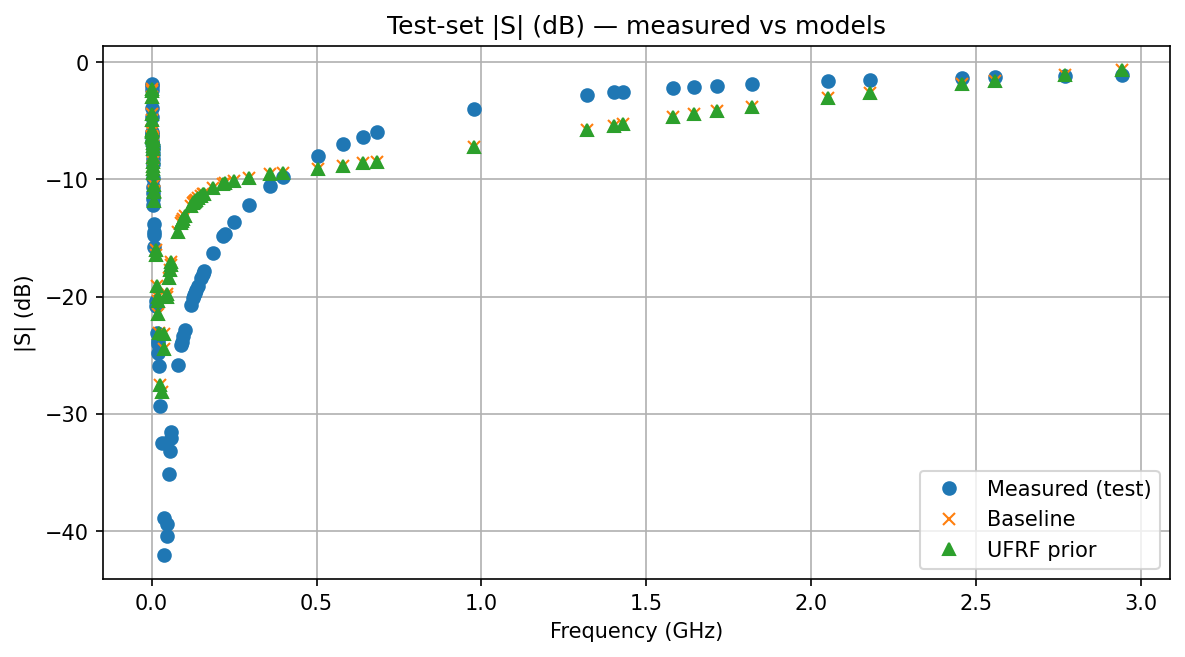 Test-set |S| (dB) — measured vs models
|S| (dB)
0
−10
−20
−30
−40
Measured (test)
Baseline
UFRF prior
0.0 0.5 1.0 1.5 2.0 2.5 3.0
Frequency (GHz)